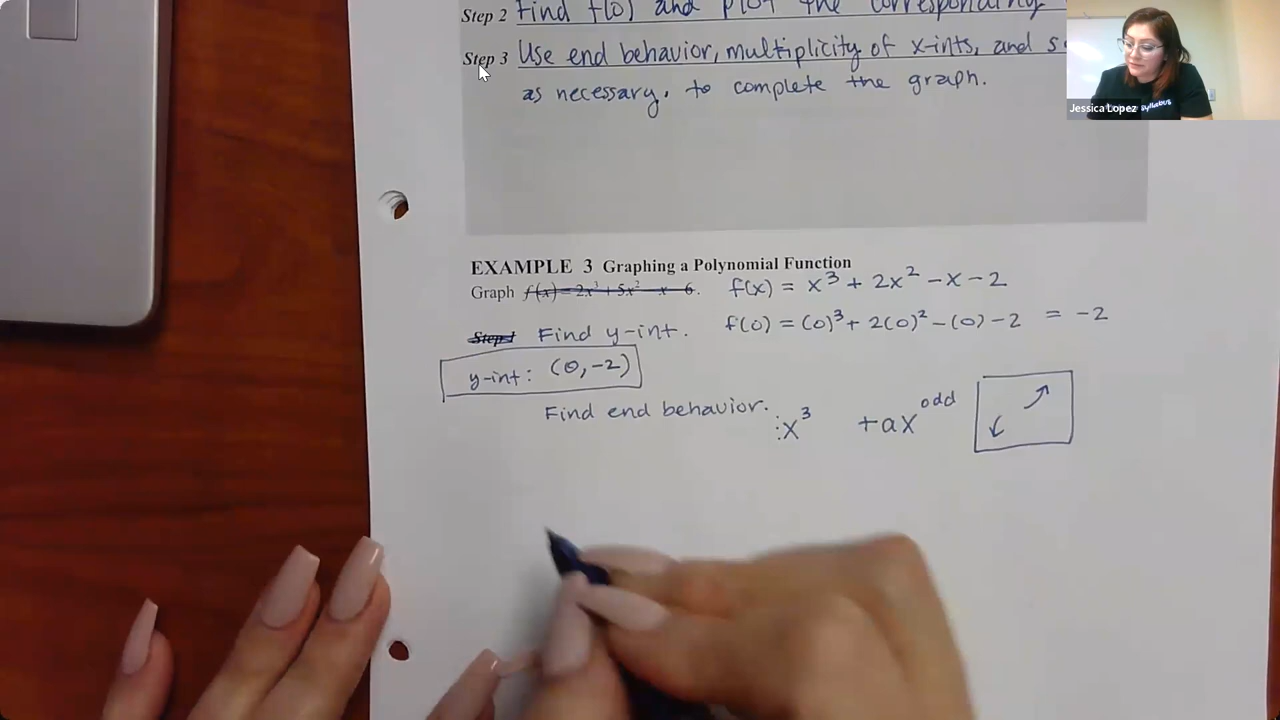 Step 2 Find f(0) and plot the corresponding
Step 3 Use end behavior, multiplicity of x-ints, and
as necessary, to complete the graph.
Jessica Lopez
syllabus
EXAMPLE 3 Graphing a Polynomial Function
Graph f(x) = 2x³ + 5x² - x - 6. f(x) = x³ + 2x² - x - 2
Step 1 Find y-int. f(0) = (0)³ + 2(0)² - (0) - 2 = -2
y-int: (0, -2)
Find end behavior. : x³ +ax^odd